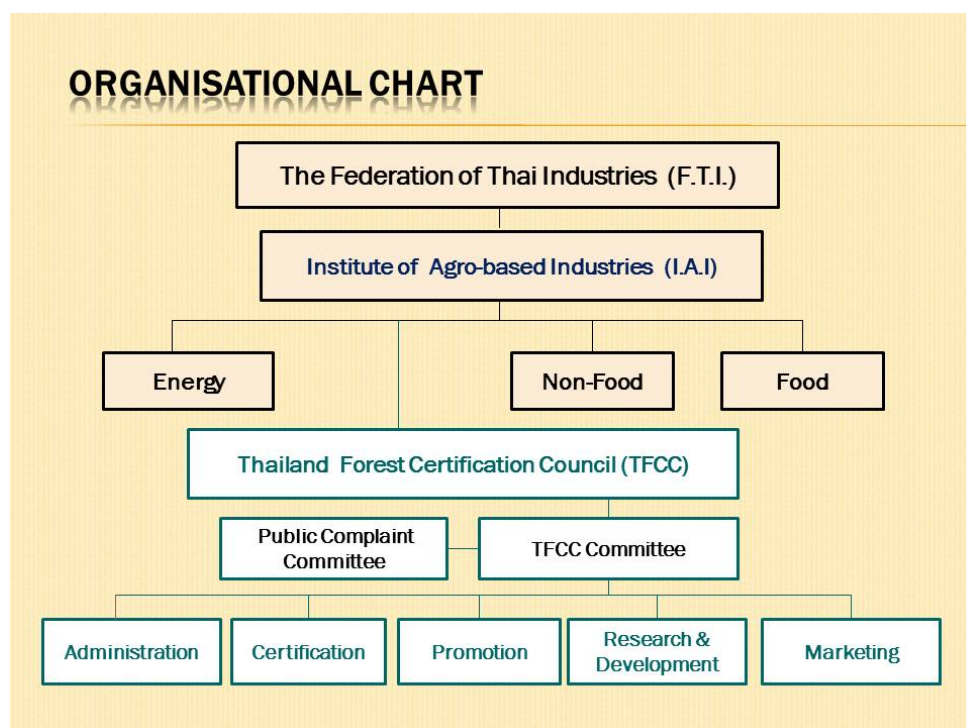 ORGANISATIONAL CHART
The Federation of Thai Industries (F.T.I.)
Institute of Agro-based Industries (I.A.I)
Energy
Non-Food
Food
Thailand Forest Certification Council (TFCC)
Public Complaint
Committee
TFCC Committee
Administration
Certification
Promotion
Research &
Development
Marketing